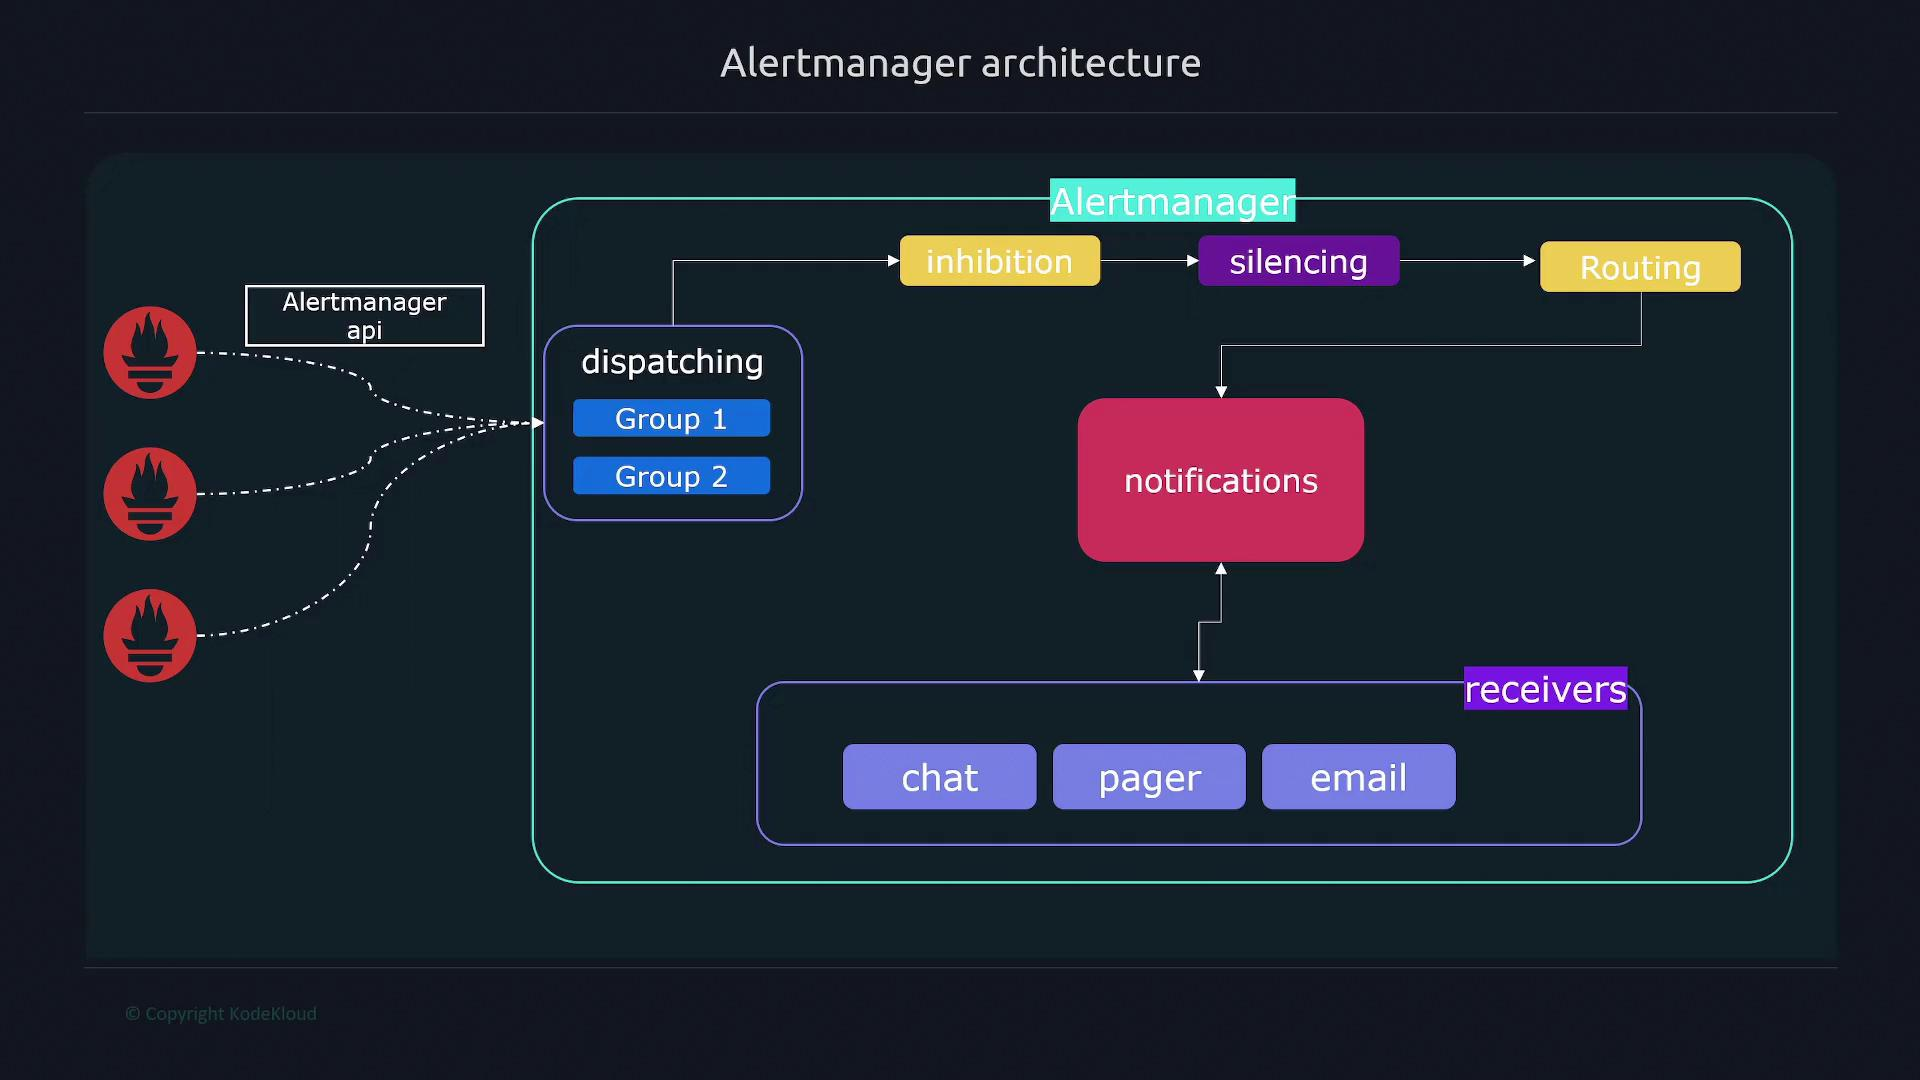 Alertmanager architecture
Alertmanager
inhibition
silencing
Routing
Alertmanager
api
dispatching
Group 1
Group 2
notifications
receivers
chat
pager
email
© Copyright KodeKloud